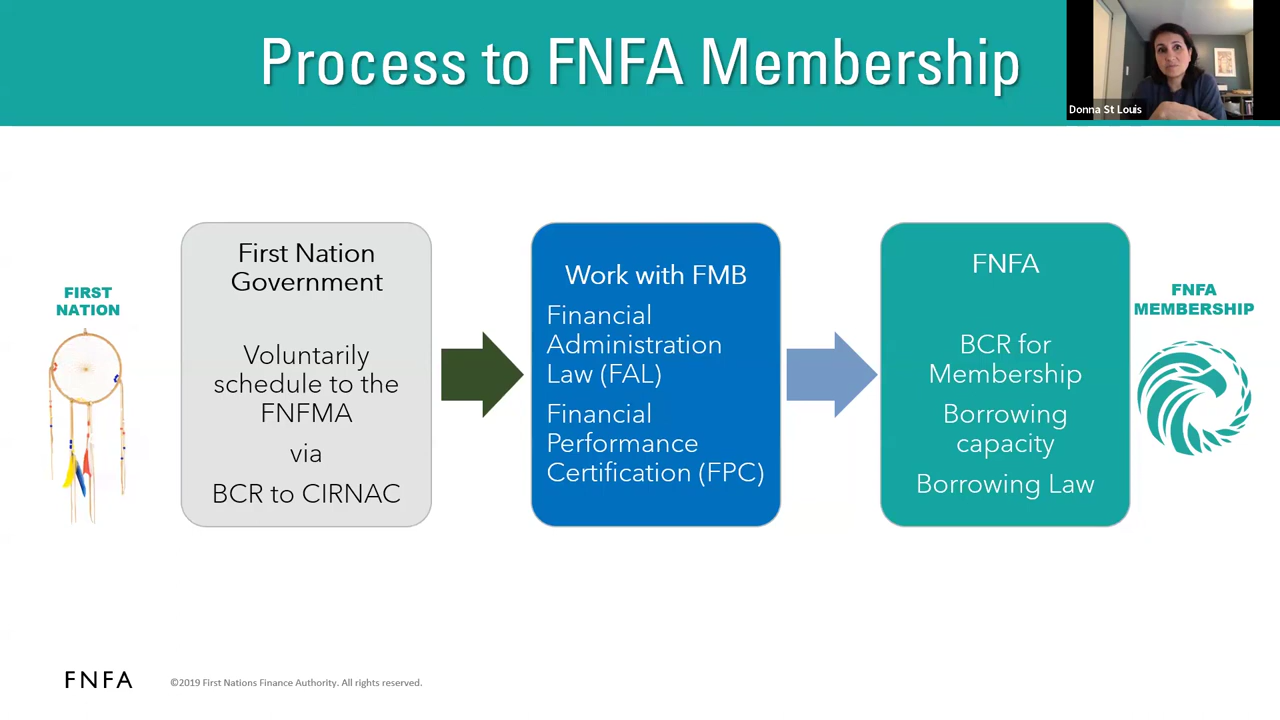 Process to FNFA Membership
Donna St Louis
FIRST
NATION
First Nation
Government
Voluntarily
schedule to the
FNFMA
via
BCR to CIRNAC
Work with FMB
Financial
Administration
Law (FAL)
Financial
Performance
Certification (FPC)
FNFA
BCR for
Membership
Borrowing
capacity
Borrowing Law
FNFA
MEMBERSHIP
FNFA
©2019 First Nations Finance Authority. All rights reserved.